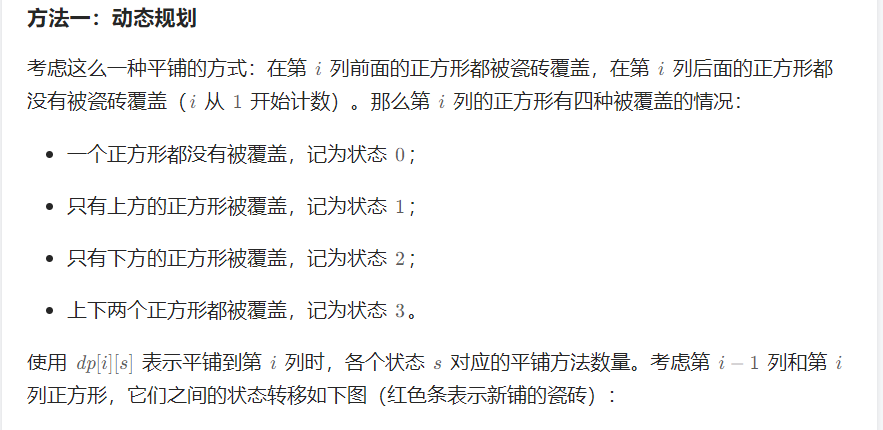 方法一：动态规划
考虑这么一种平铺的方式：在第 i 列前面的正方形都被瓷砖覆盖，在第 i 列后面的正方形都
没有被瓷砖覆盖（i 从 1 开始计数）。那么第 i 列的正方形有四种被覆盖的情况：
• 一个正方形都没有被覆盖，记为状态 0；
• 只有上方的正方形被覆盖，记为状态 1；
• 只有下方的正方形被覆盖，记为状态 2；
• 上下两个正方形都被覆盖，记为状态 3。
使用 dp[i][s] 表示平铺到第 i 列时，各个状态 s 对应的平铺方法数量。考虑第 i − 1 列和第 i
列正方形，它们之间的状态转移如下图（红色条表示新铺的瓷砖）：